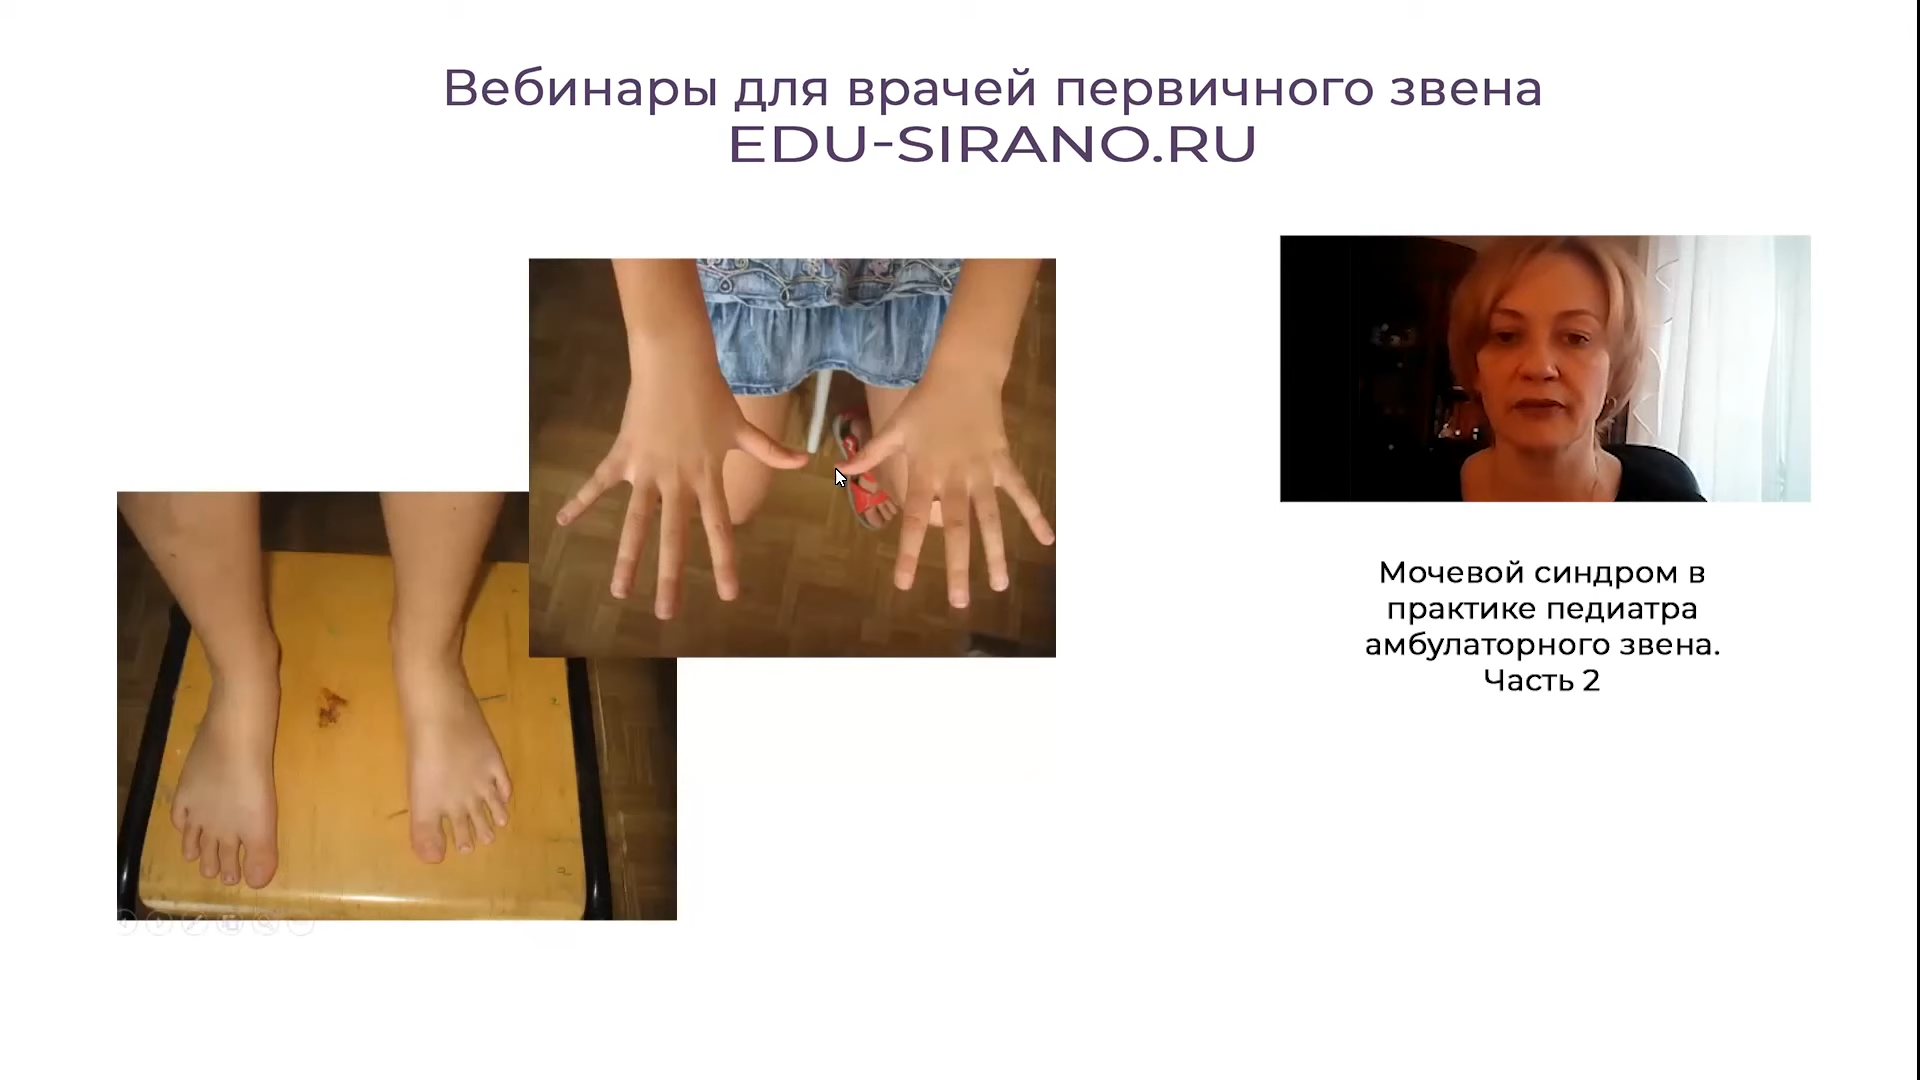 Вебинары для врачей первичного звена
EDU-SIRANO.RU
Мочевой синдром в
практике педиатра
амбулаторного звена.
Часть 2